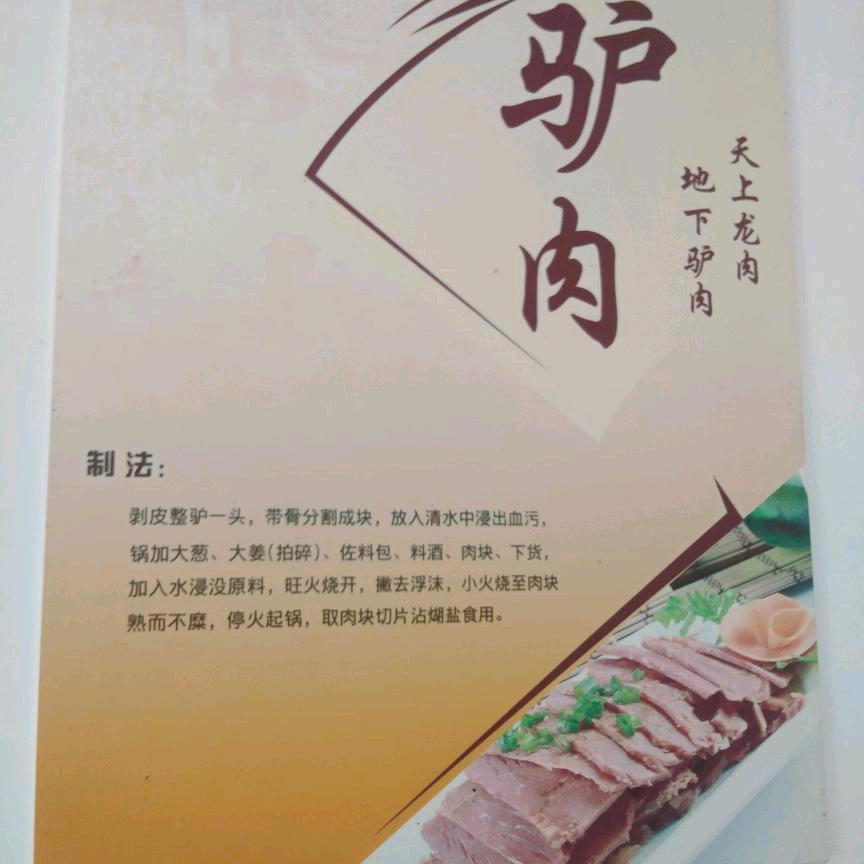 驴肉
天上龙肉
地下驴肉
制法：
剥皮整驴一头，带骨分割成块，放入清水中浸出血污，
锅加大葱、大姜（拍碎）、佐料包、料酒、肉块、下货，
加入水浸没原料，旺火烧开，撇去浮沫，小火烧至肉块
熟而不糜，停火起锅，取肉块切片沾煳盐食用。